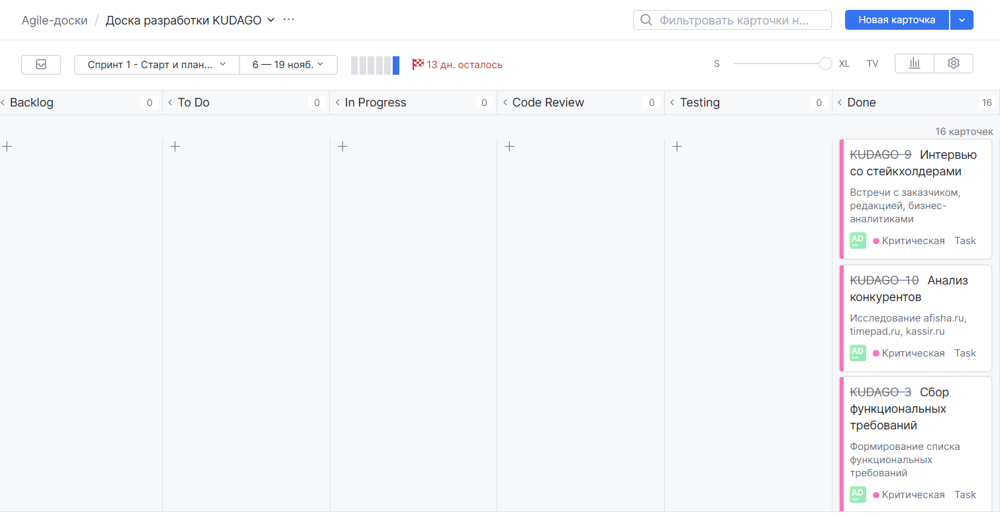 Agile-доски / Доска разработки KUDAGO ...
Фильтровать карточки н...
Новая карточка
Спринт 1 - Старт и план...
6 — 19 нояб.
13 дн. осталось
S
XL
TV
Backlog 0
To Do 0
In Progress 0
Code Review 0
Testing 0
Done 16
16 карточек
KUDAGO-9 Интервью
со стейкхолдерами
Встречи с заказчиком,
редакцией, бизнес-
аналитиками
AD Критическая Task
KUDAGO-10 Анализ
конкурентов
Исследование afisha.ru,
timepad.ru, kassir.ru
AD Критическая Task
KUDAGO-3 Сбор
функциональных
требований
Формирование списка
функциональных
требований
AD Критическая Task